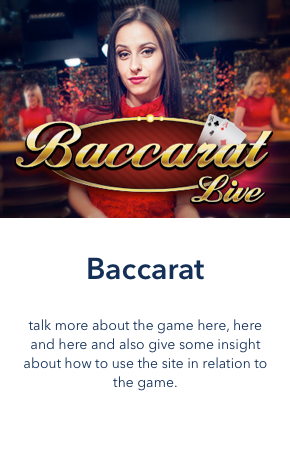 Baccarat
Live
Baccarat
talk more about the game here, here
and here and also give some insight
about how to use the site in relation to
the game.